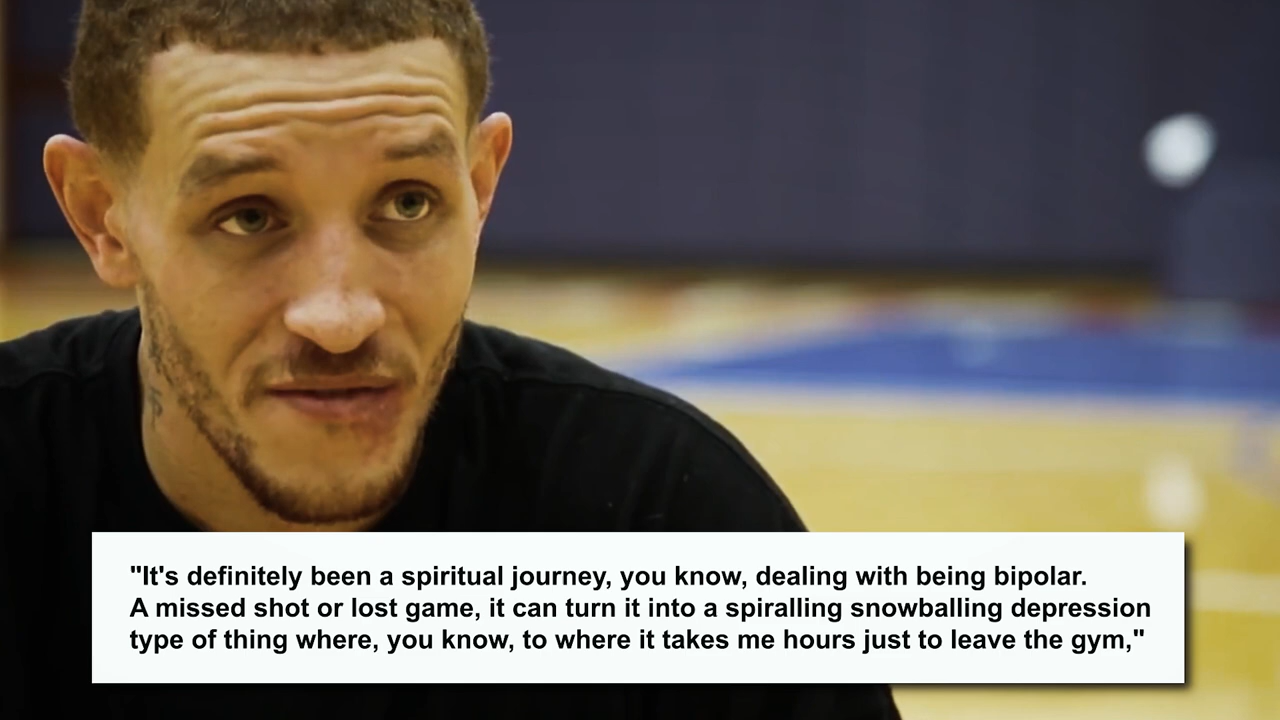 "It's definitely been a spiritual journey, you know, dealing with being bipolar.
A missed shot or lost game, it can turn it into a spiralling snowballing depression
type of thing where, you know, to where it takes me hours just to leave the gym,"